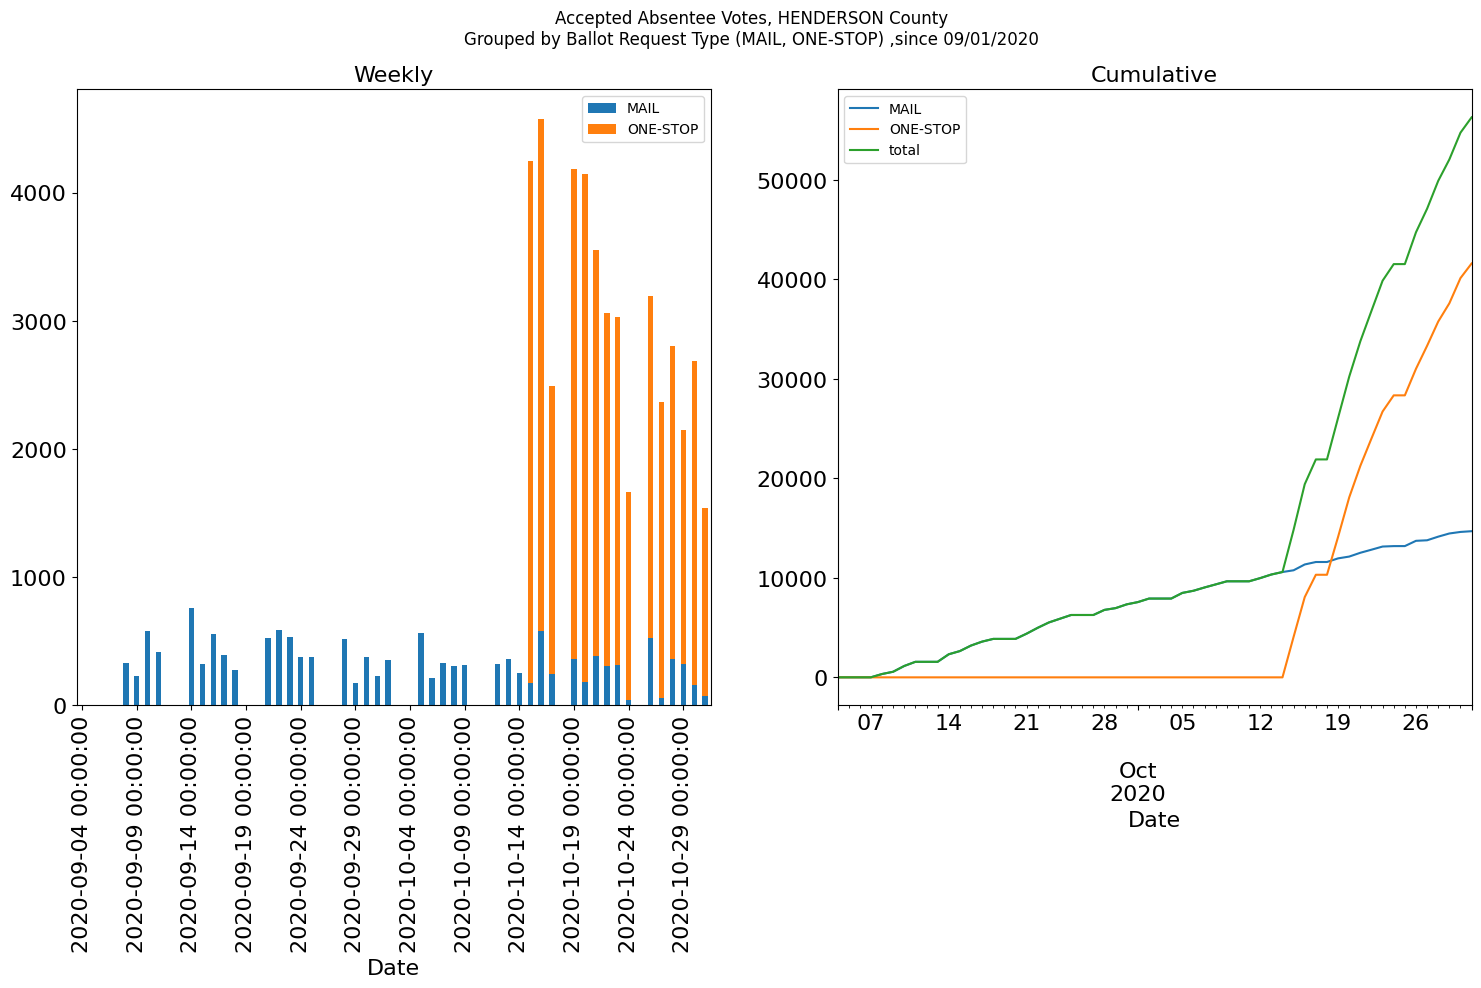 Accepted Absentee Votes, HENDERSON County
Grouped by Ballot Request Type (MAIL, ONE-STOP) ,since 09/01/2020
Weekly
MAIL
ONE-STOP
4000
3000
2000
1000
0
2020-09-04 00:00:00
2020-09-09 00:00:00
2020-09-14 00:00:00
2020-09-19 00:00:00
2020-09-24 00:00:00
2020-09-29 00:00:00
2020-10-04 00:00:00
2020-10-09 00:00:00
2020-10-14 00:00:00
2020-10-19 00:00:00
2020-10-24 00:00:00
2020-10-29 00:00:00
Date
Cumulative
MAIL
ONE-STOP
total
50000
40000
30000
20000
10000
0
07 14 21 28 05 12 19 26
Oct
2020
Date